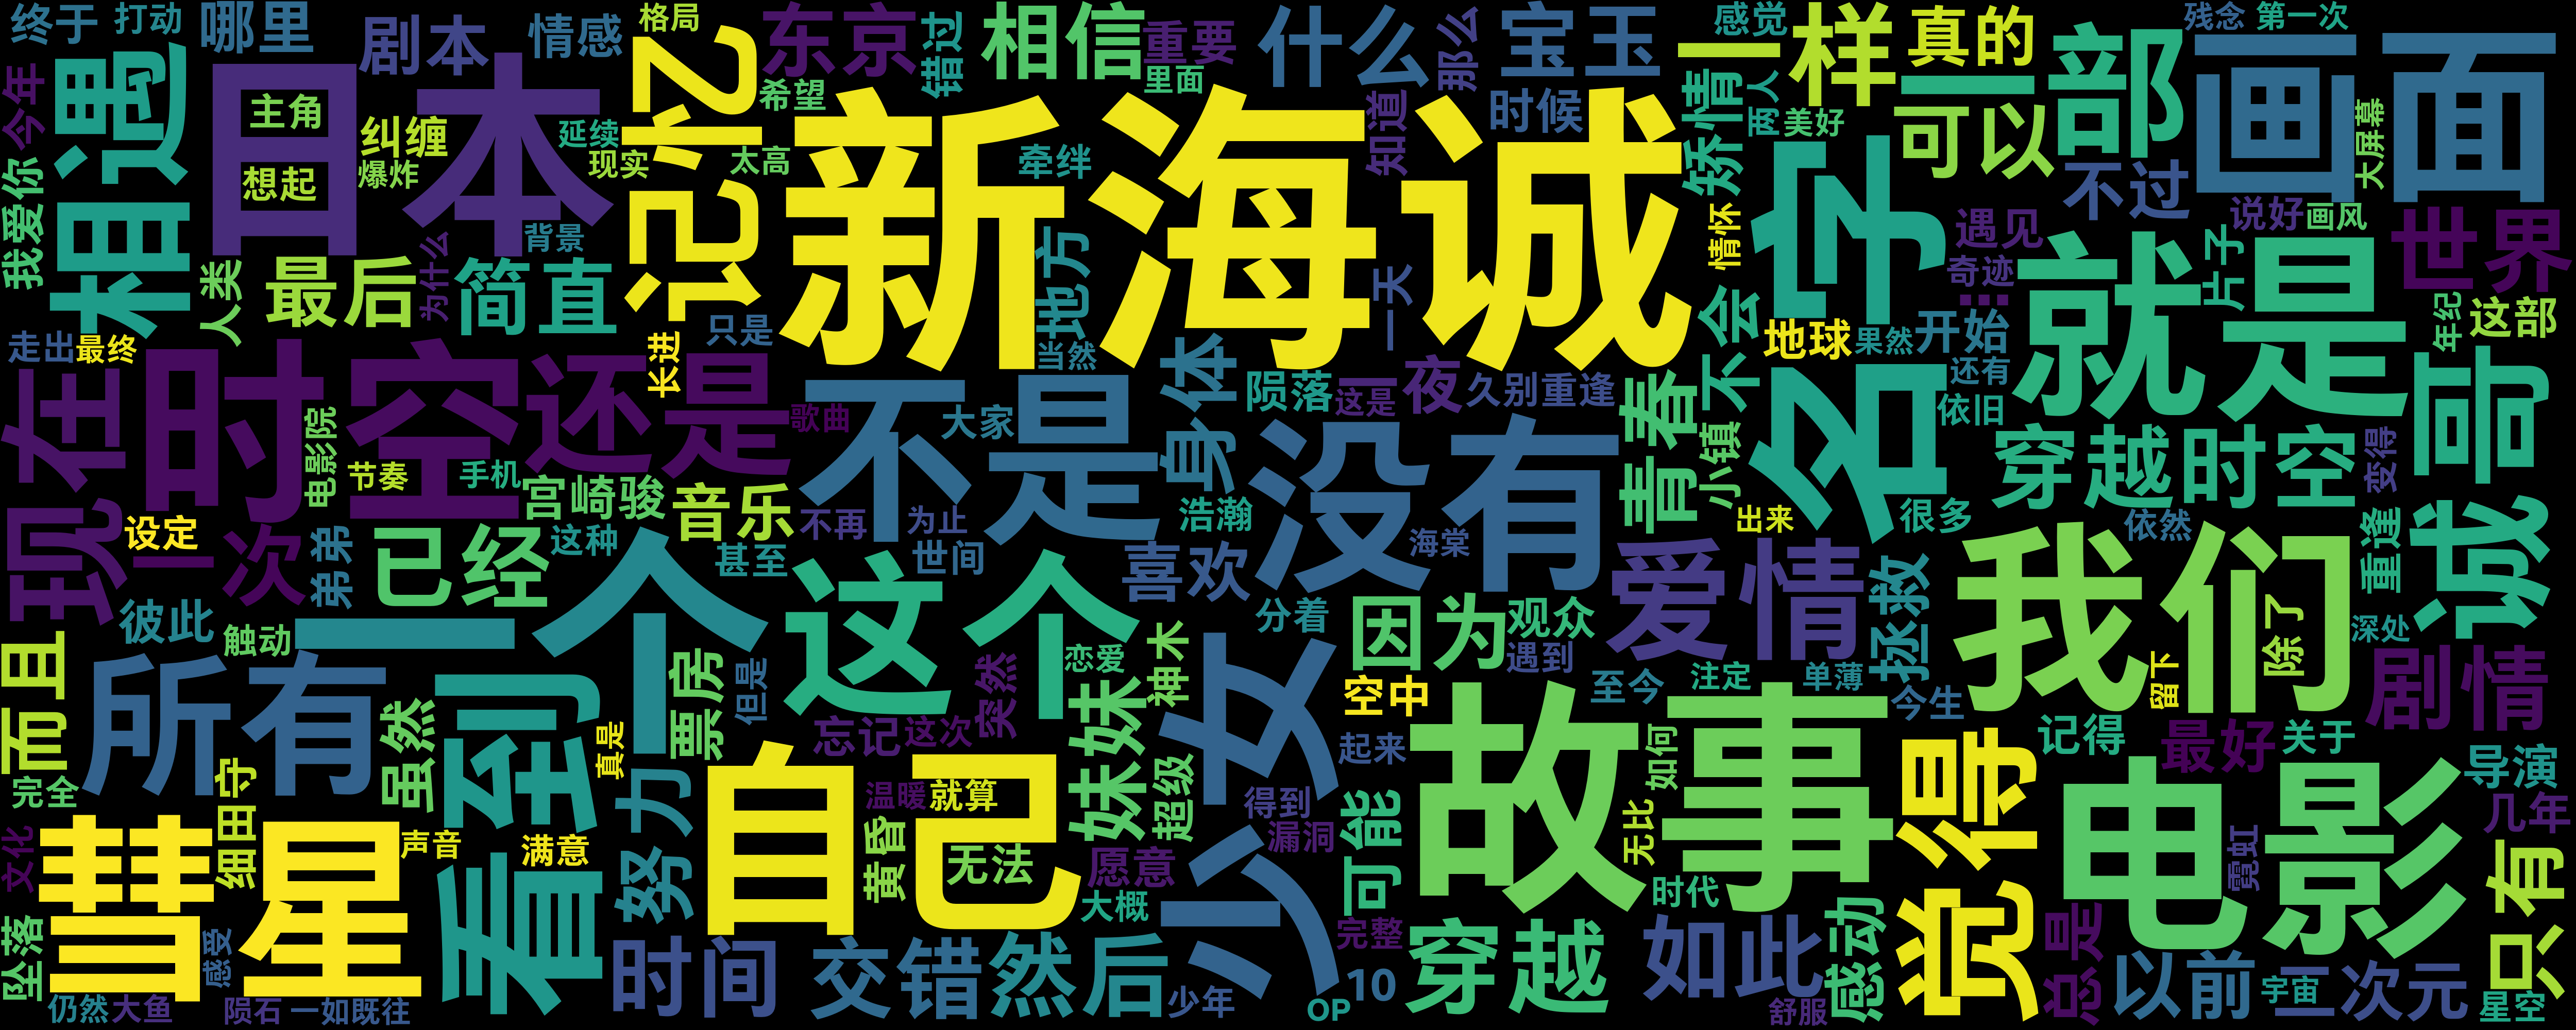 终于
打动
哪里
剧本
情感
格局
忘记
东京
错过
相信
重要
里面
什么
那么
宝玉
感觉
一样
真的
残念
第一次
今年
相遇
日本
主角
想起
纠缠
爆炸
延续
现实
太高
希望
牵绊
新海诚
知道
时候
矫情
两人
美好
可以
一部
不过
画面
大屏幕
我爱你
人类
最后
简直
背景
为什么
地方
一天
情怀
名字
遇见
奇迹
说好
画风
世界
走出
最终
长进
只是
当然
身体
陨落
这是
一夜
久别重逢
不会
地球
果然
开始
还有
依旧
就是
片子
年纪
这部
现在
时空
还是
歌曲
不是
大家
没有
青春
小镇
穿越时空
变得
诚哥
电影院
节奏
手机
宫崎骏
音乐
不再
为止
浩瀚
海棠
出来
很多
依然
重逢
设定
一次
弟弟
已经
这种
甚至
世间
喜欢
爱情
拯救
我们
彼此
触动
一个
这个
分着
因为
观众
遇到
除了
深处
而且
所有
虽然
看到
票房
但是
恋爱
神木
突然
少女
空中
至今
注定
单薄
今生
留下
剧情
完全
细田守
真是
忘记
这次
妹妹
超级
起来
如何
故事
觉得
记得
最好
关于
导演
几年
文化
彗星
声音
满意
努力
自己
温暖
就算
黄昏
无法
愿意
大概
得到
漏洞
可能
无比
时代
电影
霓虹
只有
坠落
感受
时间
交错
然后
少年
完整
穿越
如此
感动
总是
以前
宇宙
二次元
星空
仍然
大鱼
陨石
一如既往
OP
10
舒服